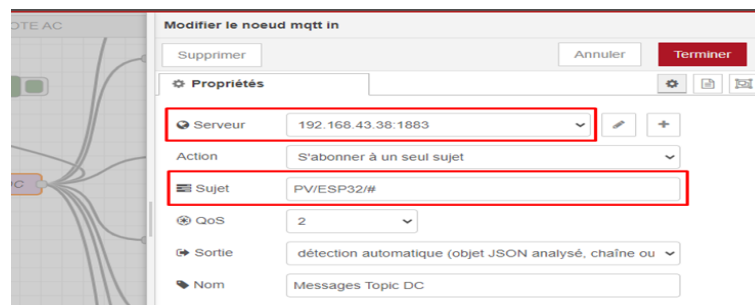 OTE AC
Modifier le noeud mqtt in
Supprimer Annuler Terminer
Propriétés
Serveur 192.168.43.38:1883
Action S'abonner à un seul sujet
Sujet PV/ESP32/#
QoS 2
Sortie détection automatique (objet JSON analysé, chaîne ou
Nom Messages Topic DC
C